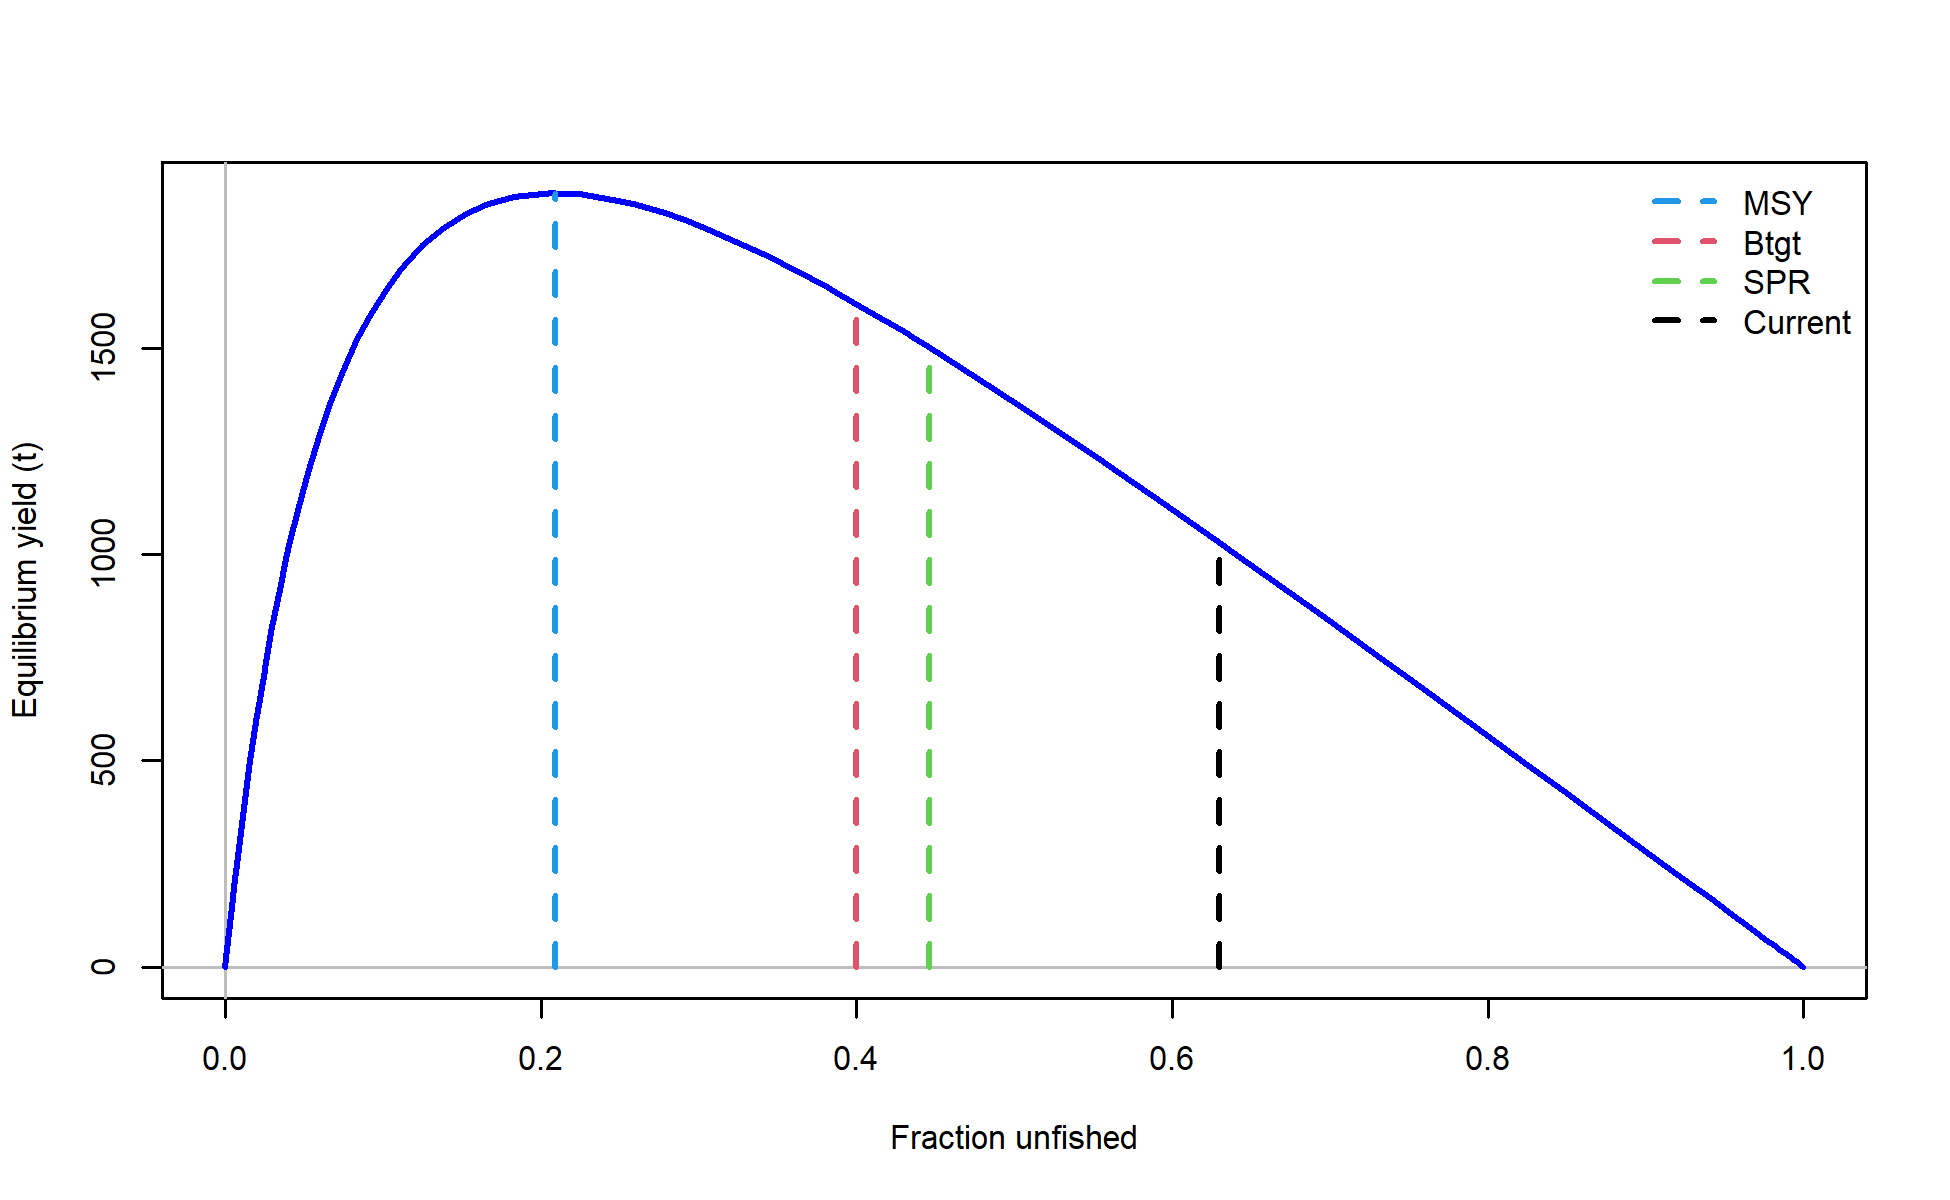 MSY
Btgt
SPR
Current
Equilibrium yield (t)
1500
1000
500
0
0.0 0.2 0.4 0.6 0.8 1.0
Fraction unfished